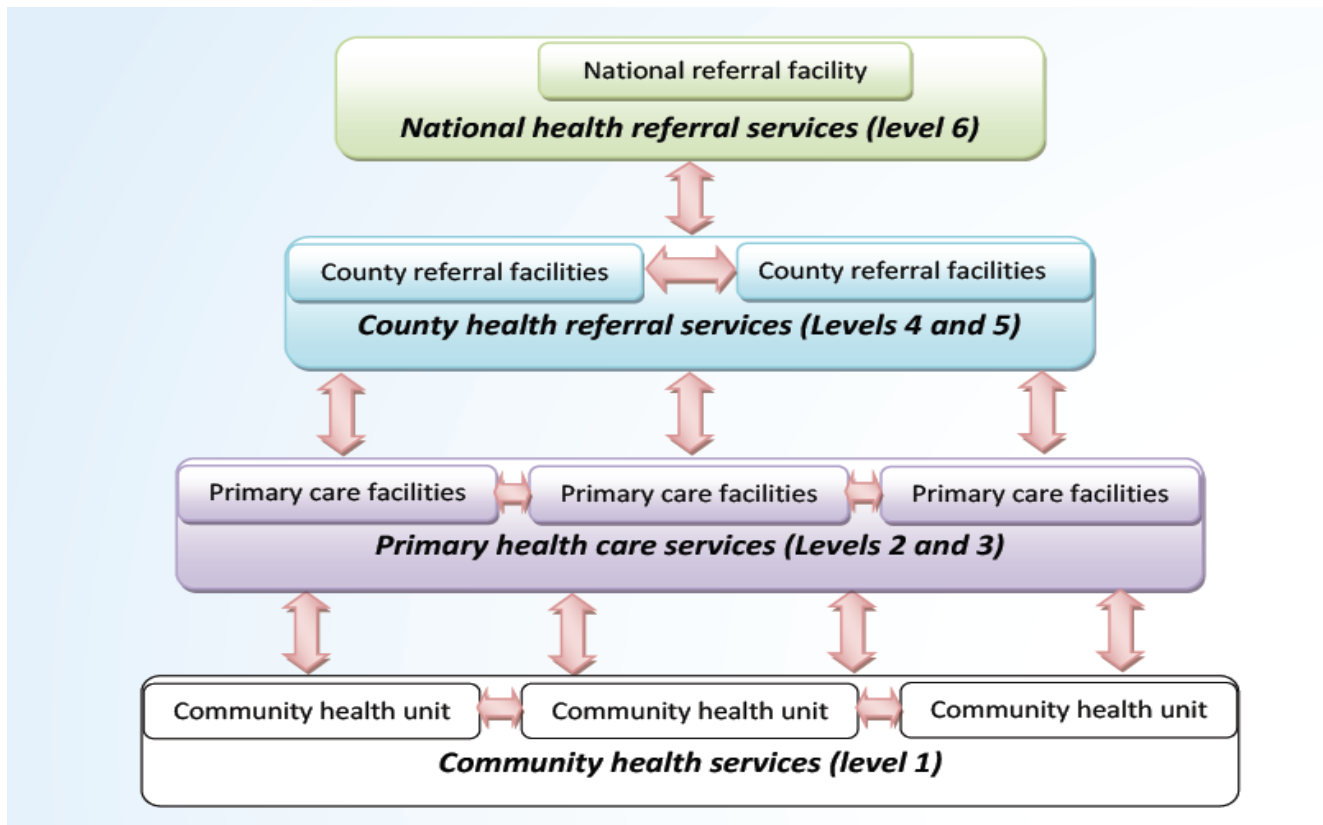 National referral facility
National health referral services (level 6)
County referral facilities
County referral facilities
County health referral services (Levels 4 and 5)
Primary care facilities
Primary care facilities
Primary care facilities
Primary health care services (Levels 2 and 3)
Community health unit
Community health unit
Community health unit
Community health services (level 1)